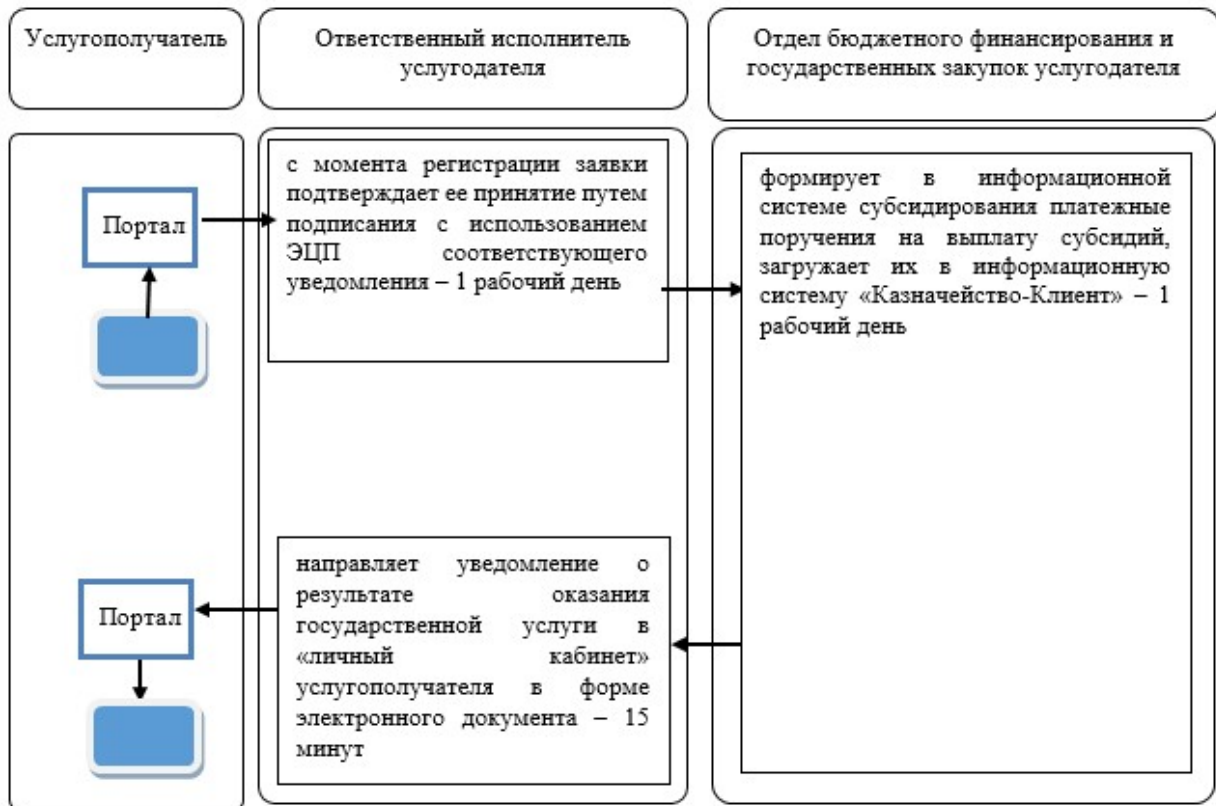 Услугополучатель
Ответственный исполнитель
услугодателя
Отдел бюджетного финансирования и
государственных закупок услугодателя
Портал
с момента регистрации заявки
подтверждает ее принятие путем
подписания с использованием
ЭЦП соответствующего
уведомления – 1 рабочий день
формирует в информационной
системе субсидирования платежные
поручения на выплату субсидий,
загружает их в информационную
систему «Казначейство-Клиент» – 1
рабочий день
Портал
направляет уведомление о
результате оказания
государственной услуги в
«личный кабинет»
услугополучателя в форме
электронного документа – 15
минут